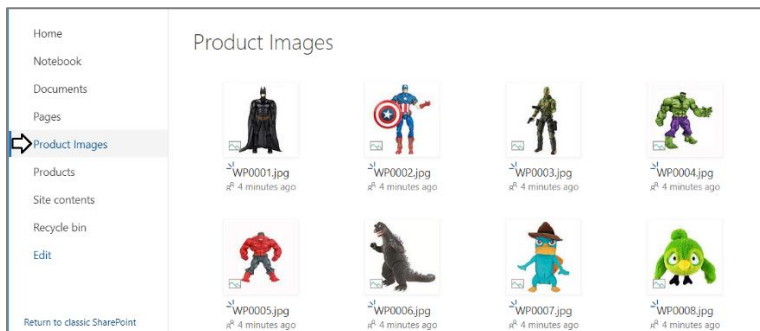 Home
Notebook
Documents
Pages
Product Images
Products
Site contents
Recycle bin
Edit
Return to classic SharePoint
Product Images
WP0001.jpg
4 minutes ago
WP0002.jpg
4 minutes ago
WP0003.jpg
4 minutes ago
WP0004.jpg
4 minutes ago
WP0005.jpg
4 minutes ago
WP0006.jpg
4 minutes ago
WP0007.jpg
4 minutes ago
WP0008.jpg
4 minutes ago